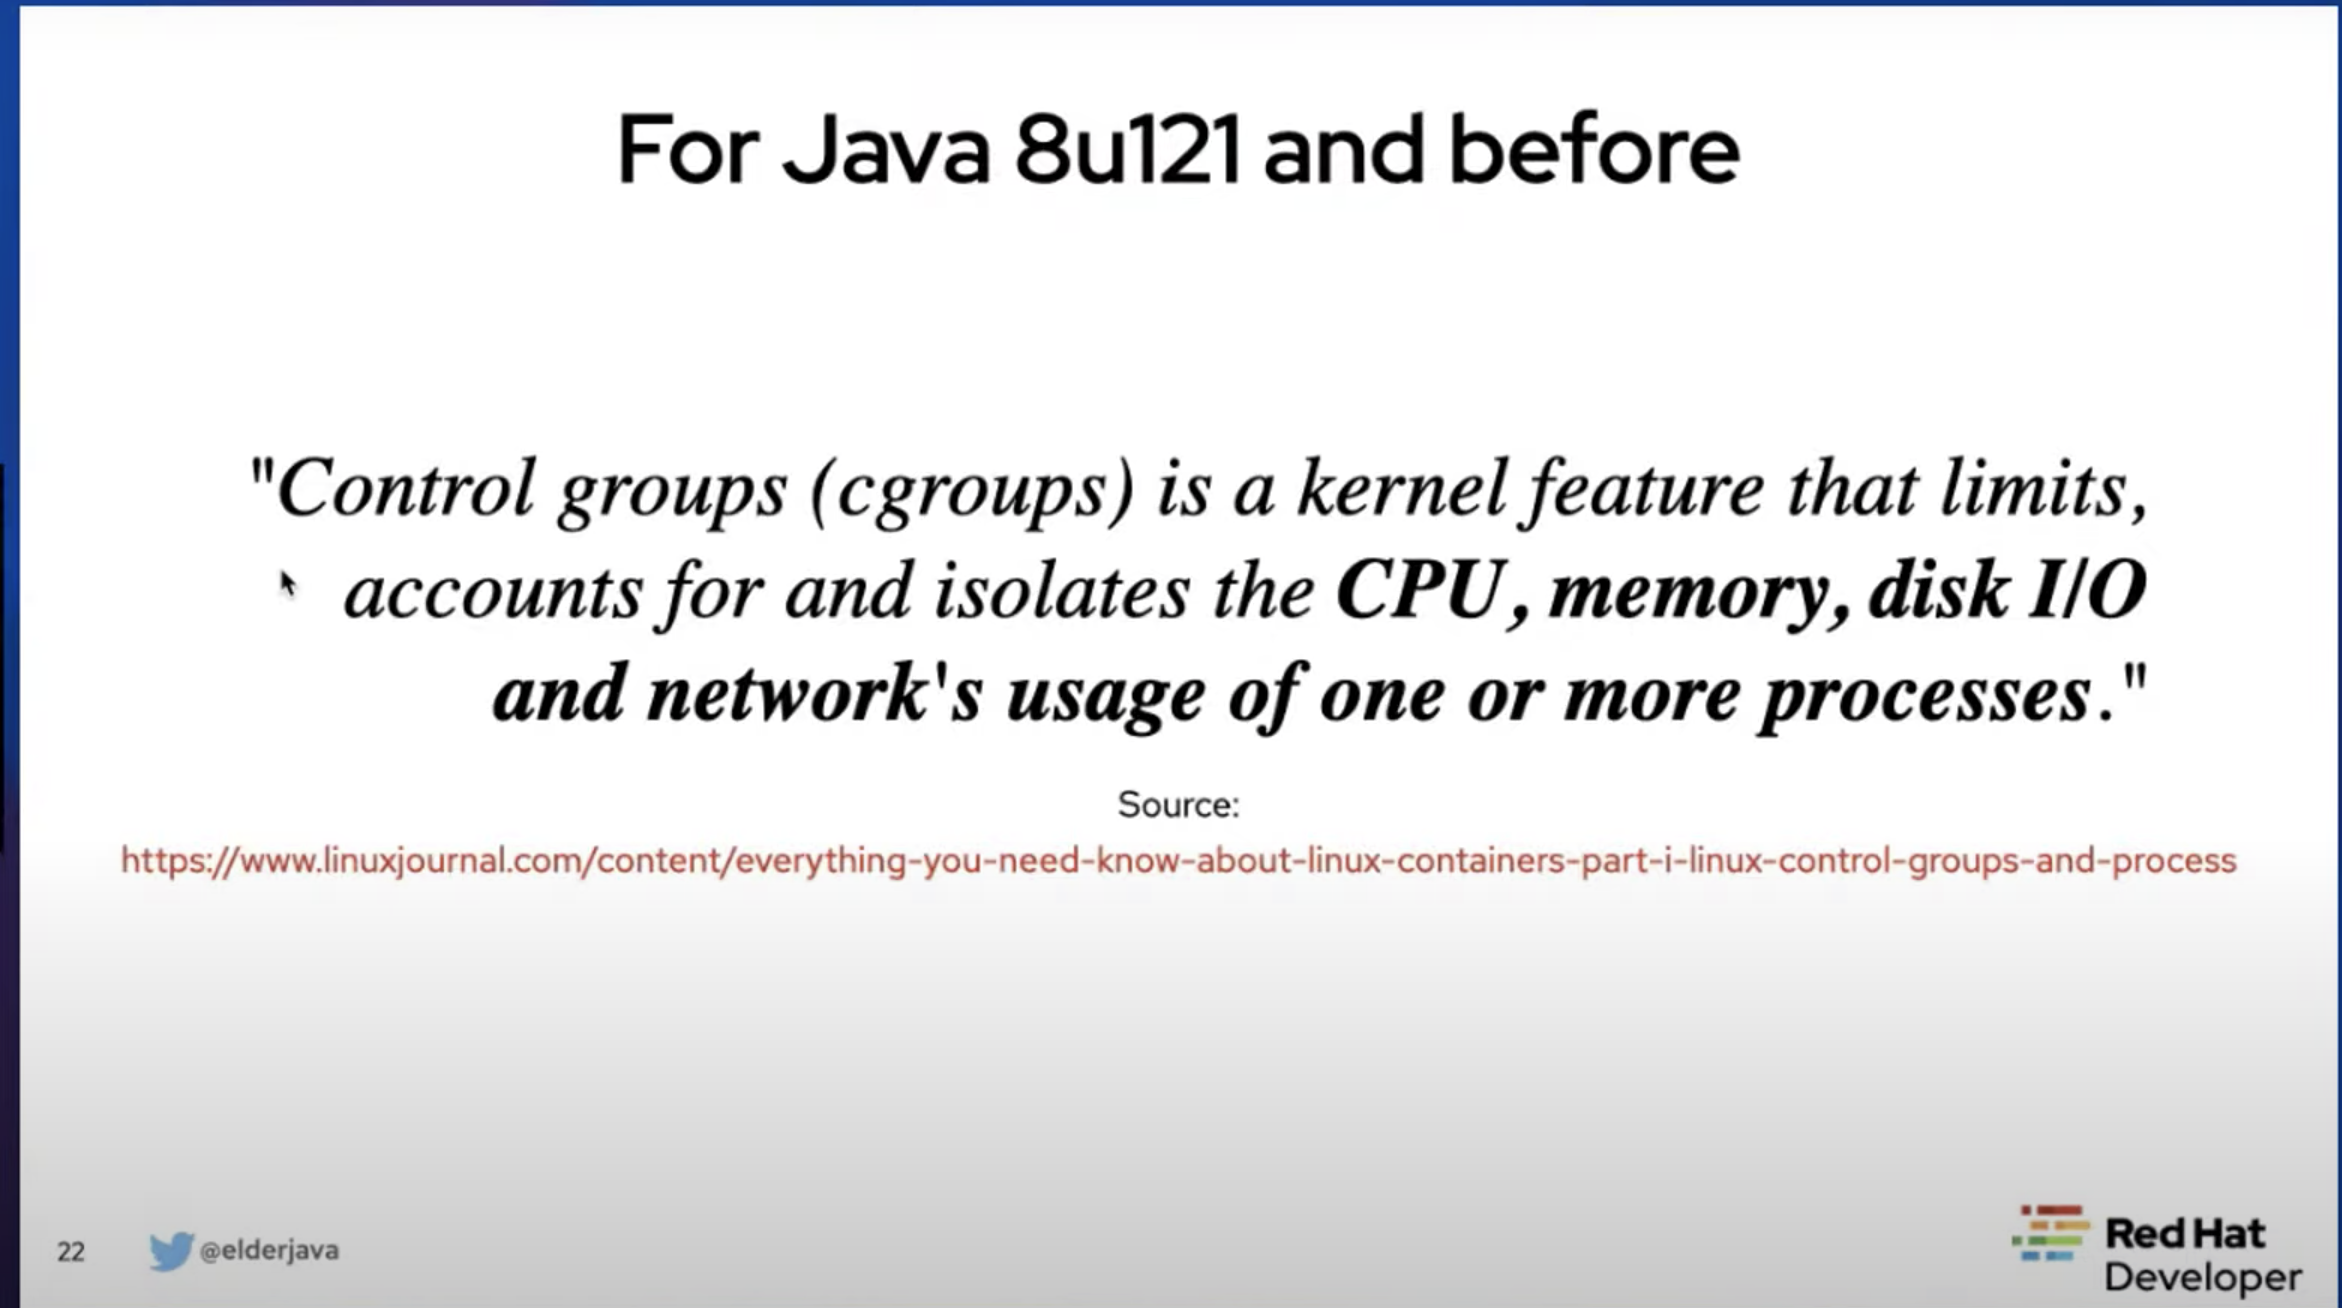 For Java 8u121 and before
"Control groups (cgroups) is a kernel feature that limits,
accounts for and isolates the CPU, memory, disk I/O
and network's usage of one or more processes."
Source:
https://www.linuxjournal.com/content/everything-you-need-know-about-linux-containers-part-i-linux-control-groups-and-process
22
@elderjava
Red Hat
Developer